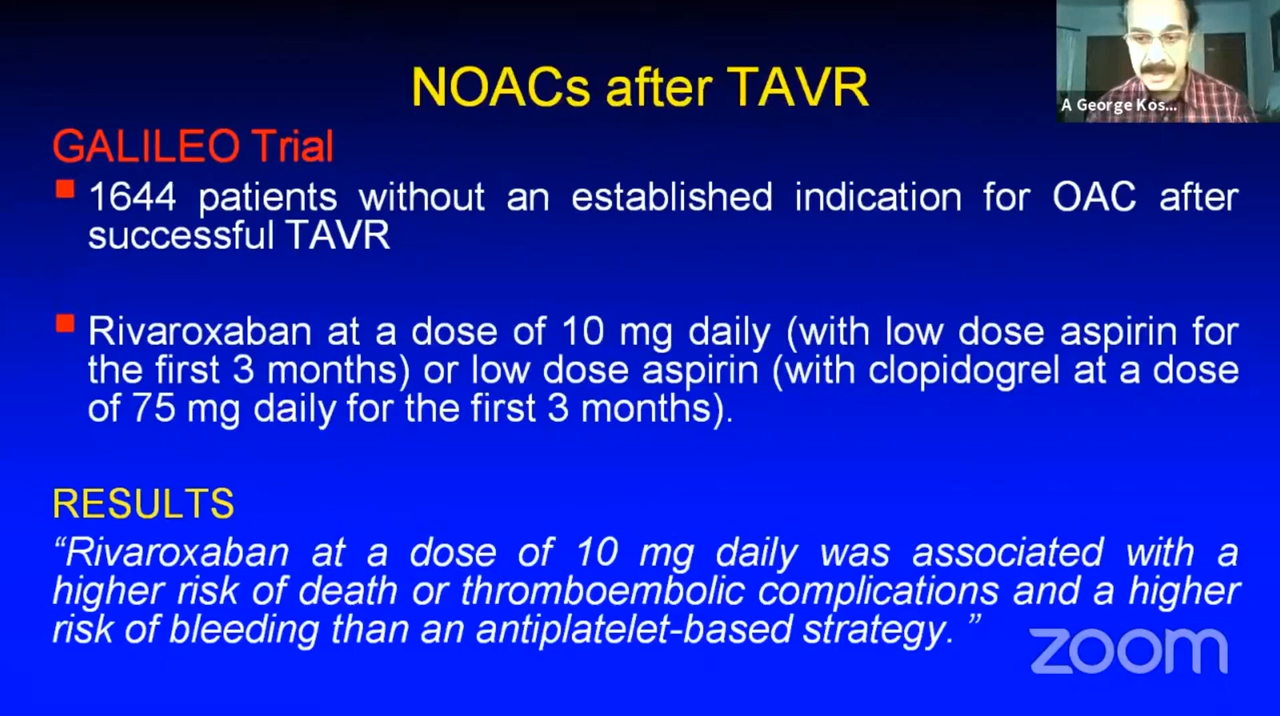 NOACs after TAVR
A George Kos...
GALILEO Trial
1644 patients without an established indication for OAC after
successful TAVR
Rivaroxaban at a dose of 10 mg daily (with low dose aspirin for
the first 3 months) or low dose aspirin (with clopidogrel at a dose
of 75 mg daily for the first 3 months).
RESULTS
“Rivaroxaban at a dose of 10 mg daily was associated with a
higher risk of death or thromboembolic complications and a higher
risk of bleeding than an antiplatelet-based strategy. ”
zoom